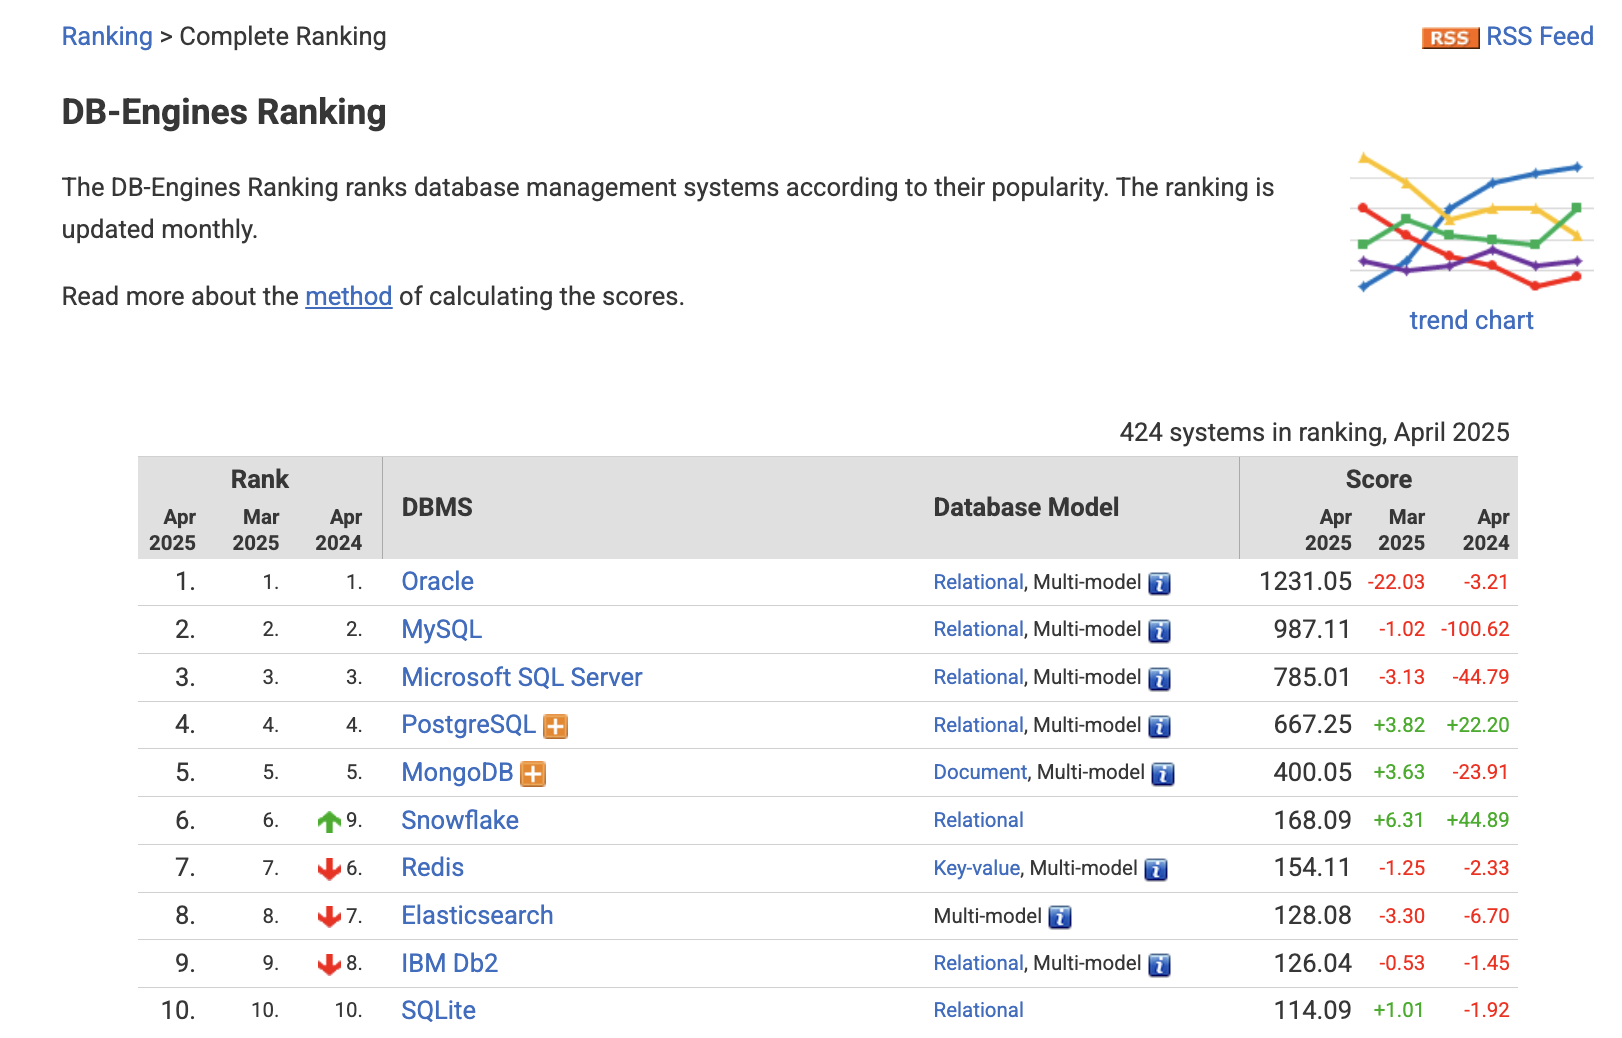 Ranking > Complete Ranking
RSS RSS Feed
DB-Engines Ranking
The DB-Engines Ranking ranks database management systems according to their popularity. The ranking is
updated monthly.
Read more about the method of calculating the scores.
trend chart
424 systems in ranking, April 2025
Rank DBMS Database Model Score
Apr 2025 Mar 2025 Apr 2024 Apr 2025 Mar 2025 Apr 2024
1. 1. 1. Oracle Relational, Multi-model i 1231.05 -22.03 -3.21
2. 2. 2. MySQL Relational, Multi-model i 987.11 -1.02 -100.62
3. 3. 3. Microsoft SQL Server Relational, Multi-model i 785.01 -3.13 -44.79
4. 4. 4. PostgreSQL Relational, Multi-model i 667.25 +3.82 +22.20
5. 5. 5. MongoDB Document, Multi-model i 400.05 +3.63 -23.91
6. 6. 9. Snowflake Relational 168.09 +6.31 +44.89
7. 7. 6. Redis Key-value, Multi-model i 154.11 -1.25 -2.33
8. 8. 7. Elasticsearch Multi-model i 128.08 -3.30 -6.70
9. 9. 8. IBM Db2 Relational, Multi-model i 126.04 -0.53 -1.45
10. 10. 10. SQLite Relational 114.09 +1.01 -1.92